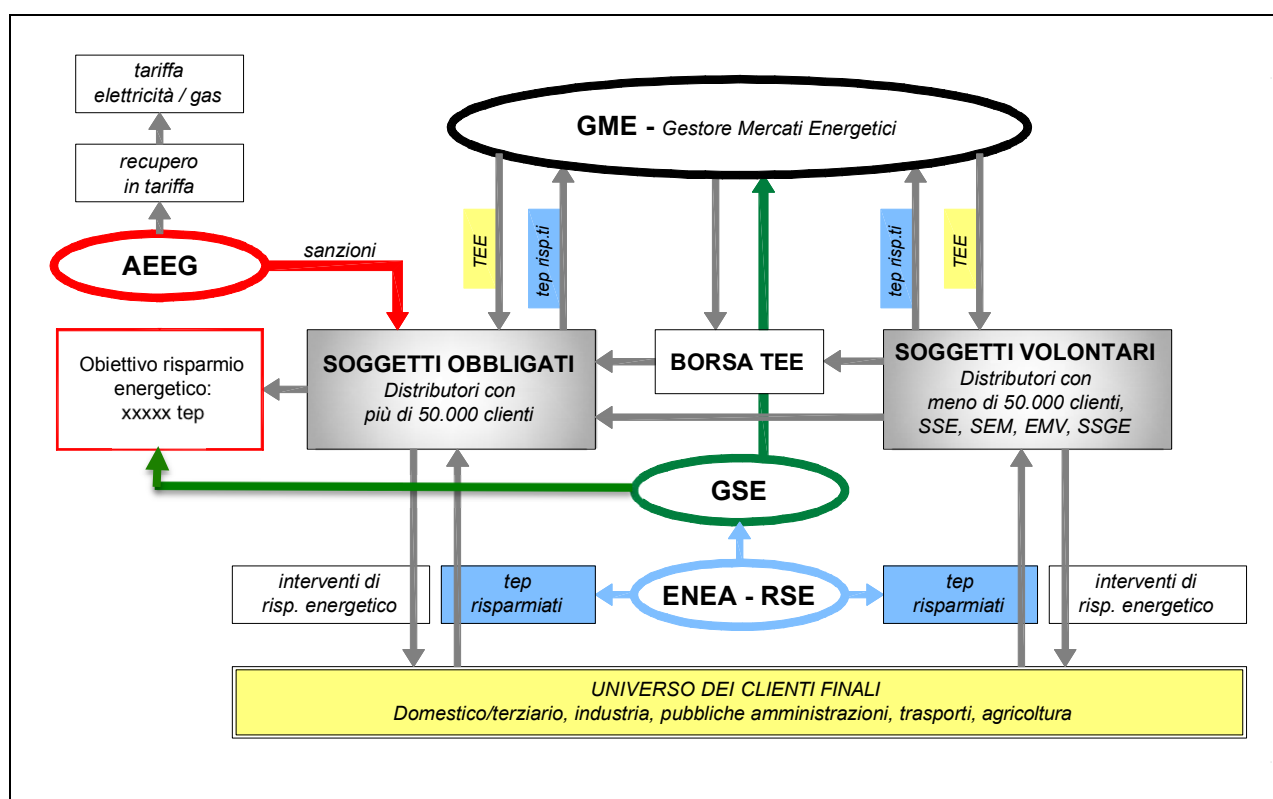 tariffa
elettricità / gas
GME - Gestore Mercati Energetici
recupero
in tariffa
AEEG
sanzioni
TEE
tep risp.ti
tep risp.ti
TEE
Obiettivo risparmio
energetico:
xxxxx tep
SOGGETTI OBBLIGATI
Distributori con
più di 50.000 clienti
BORSA TEE
SOGGETTI VOLONTARI
Distributori con
meno di 50.000 clienti,
SSE, SEM, EMV, SSGE
GSE
interventi di
risp. energetico
tep
risparmiati
ENEA - RSE
tep
risparmiati
interventi di
risp. energetico
UNIVERSO DEI CLIENTI FINALI
Domestico/terziario, industria, pubbliche amministrazioni, trasporti, agricoltura